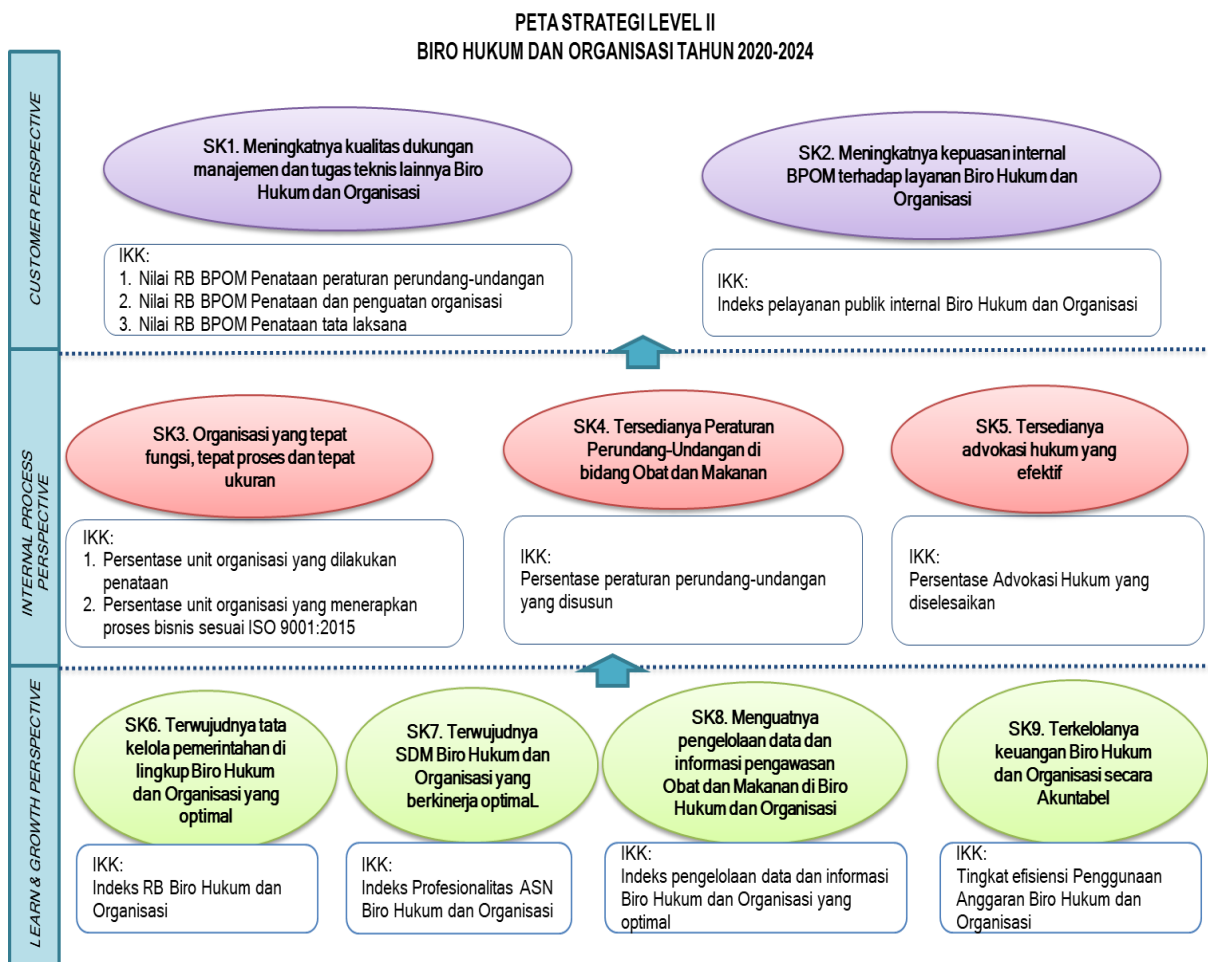 PETA STRATEGI LEVEL II
BIRO HUKUM DAN ORGANISASI TAHUN 2020-2024
CUSTOMER PERSPECTIVE
SK1. Meningkatnya kualitas dukungan
manajemen dan tugas teknis lainnya Biro
Hukum dan Organisasi
SK2. Meningkatnya kepuasan internal
BPOM terhadap layanan Biro Hukum dan
Organisasi
IKK:
1. Nilai RB BPOM Penataan peraturan perundang-undangan
2. Nilai RB BPOM Penataan dan penguatan organisasi
3. Nilai RB BPOM Penataan tata laksana
IKK:
Indeks pelayanan publik internal Biro Hukum dan Organisasi
INTERNAL PROCESS
PERSPECTIVE
SK3. Organisasi yang tepat
fungsi, tepat proses dan tepat
ukuran
SK4. Tersedianya Peraturan
Perundang-Undangan di
bidang Obat dan Makanan
SK5. Tersedianya
advokasi hukum yang
efektif
IKK:
1. Persentase unit organisasi yang dilakukan
penataan
2. Persentase unit organisasi yang menerapkan
proses bisnis sesuai ISO 9001:2015
IKK:
Persentase peraturan perundang-undangan
yang disusun
IKK:
Persentase Advokasi Hukum yang
diselesaikan
LEARN & GROWTH PERSPECTIVE
SK6. Terwujudnya tata
kelola pemerintahan di
lingkup Biro Hukum
dan Organisasi yang
optimal
SK7. Terwujudnya
SDM Biro Hukum dan
Organisasi yang
berkinerja optimaL
SK8. Menguatnya
pengelolaan data dan
informasi pengawasan
Obat dan Makanan di Biro
Hukum dan Organisasi
SK9. Terkelolanya
keuangan Biro Hukum
dan Organisasi secara
Akuntabel
IKK:
Indeks RB Biro Hukum dan
Organisasi
IKK:
Indeks Profesionalitas ASN
Biro Hukum dan Organisasi
IKK:
Indeks pengelolaan data dan informasi
Biro Hukum dan Organisasi yang
optimal
IKK:
Tingkat efisiensi Penggunaan
Anggaran Biro Hukum dan
Organisasi